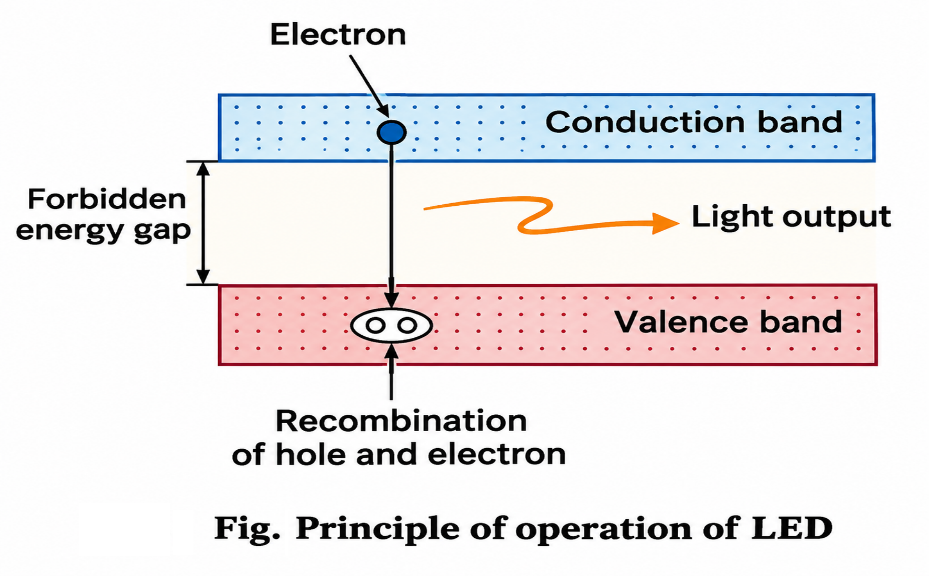 Electron
Conduction band
Forbidden
energy gap
Light output
Valence band
Recombination
of hole and electron
Fig. Principle of operation of LED